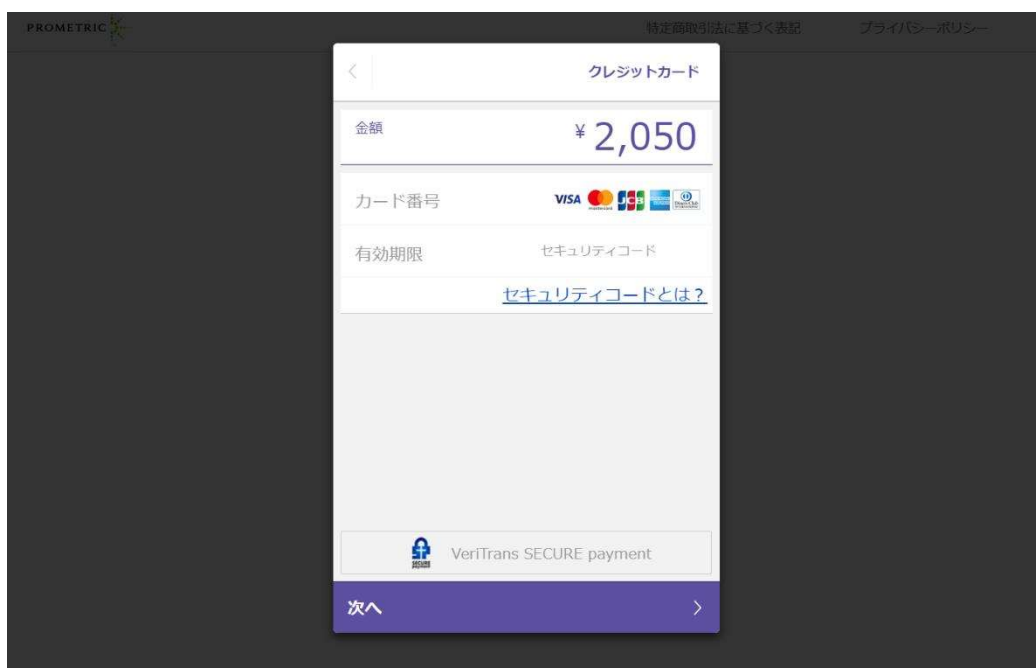 PROMETRIC
特定商取引法に基づく表記
プライバシーポリシー
クレジットカード
金額
¥ 2,050
カード番号
VISA
JCB
有効期限
セキュリティコード
セキュリティコードとは？
VeriTrans SECURE payment
次へ